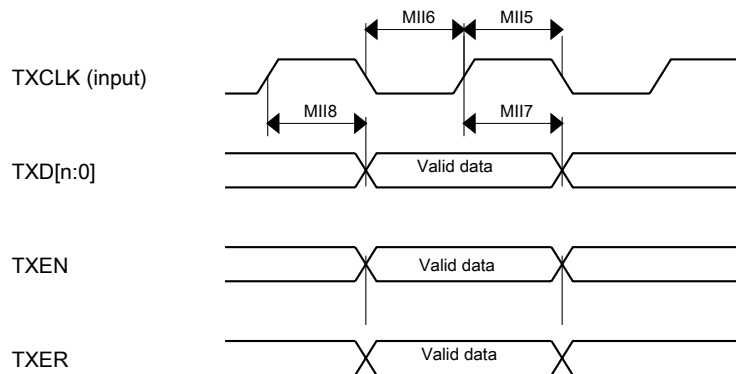 MII6 MII5
TXCLK (input)
MII8 MII7
TXD[n:0] Valid data
TXEN Valid data
TXER Valid data